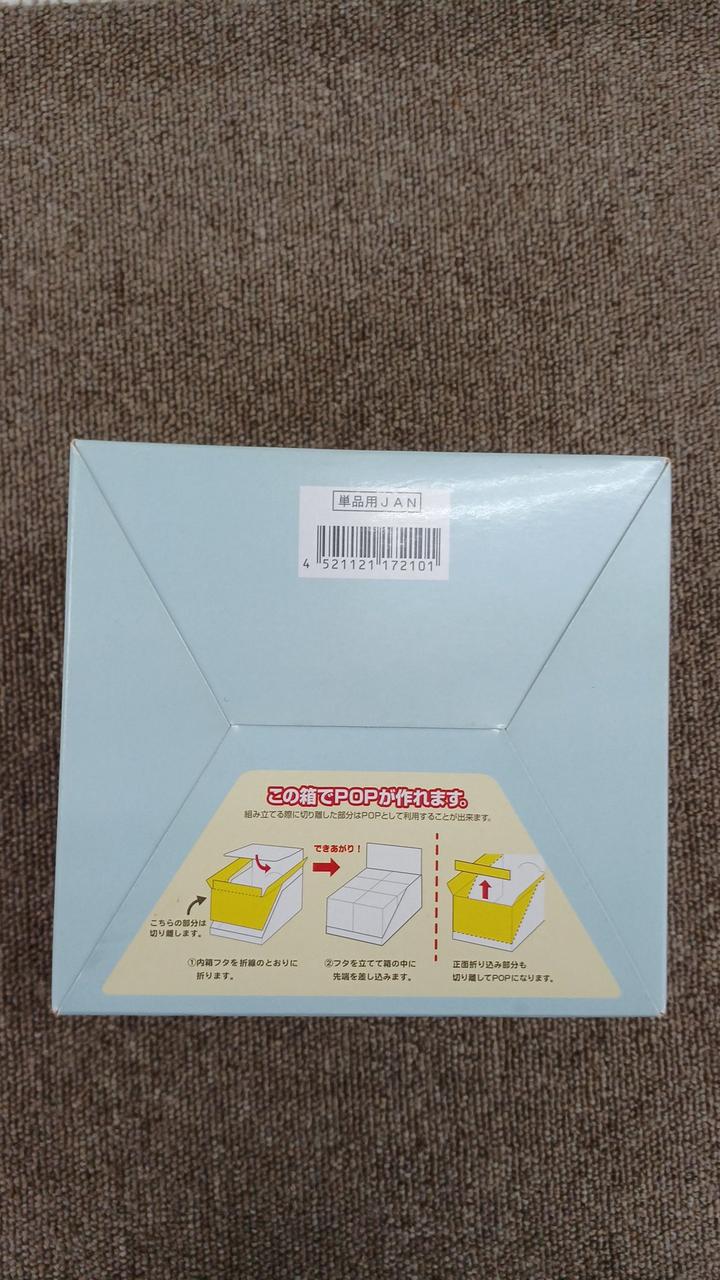 単品用JAN
4 521121 172101
この箱でPOPが作れます。
組み立てる際に切り離した部分はPOPとして利用することが出来ます。
できあがり！
こちらの部分は
切り離します。
①内箱フタを折線のとおりに
折ります。
②フタを立てて箱の中に
先端を差し込みます。
正面折り込み部分も
切り離してPOPになります。